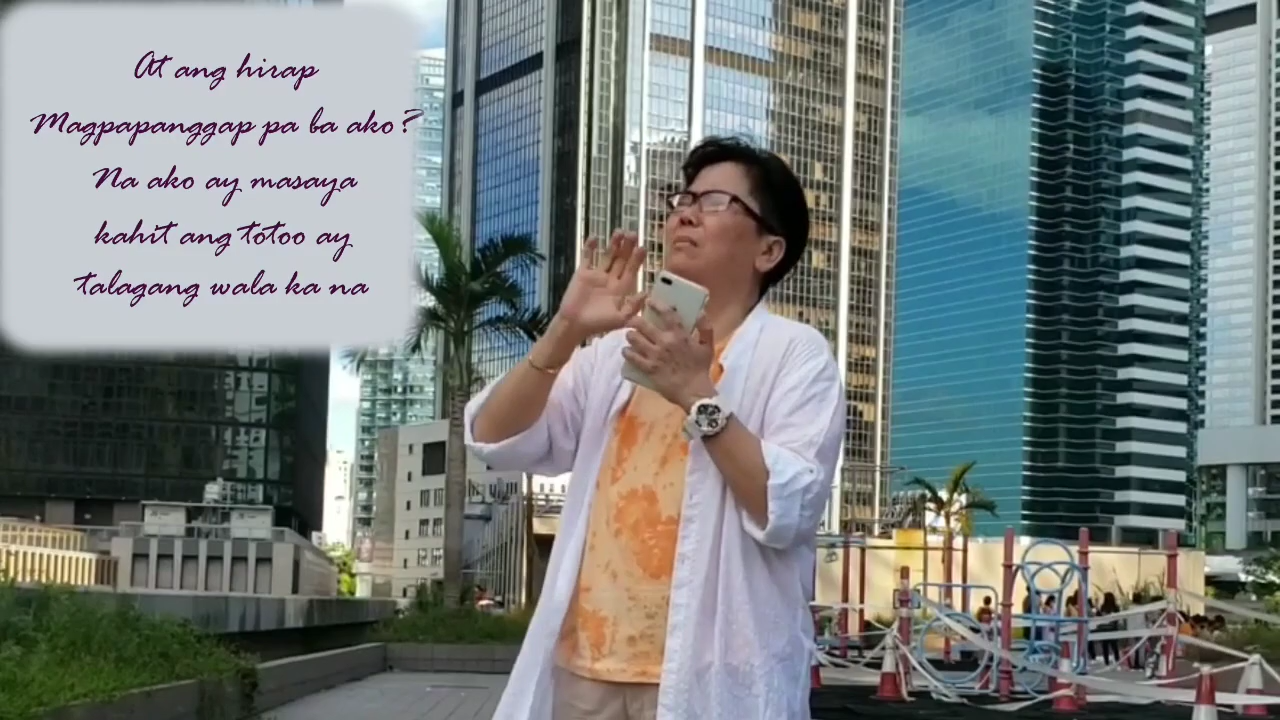 At ang hirap
Magpapanggap pa ba ako?
Na ako ay masaya
kahit ang totoo ay
talagang wala ka na